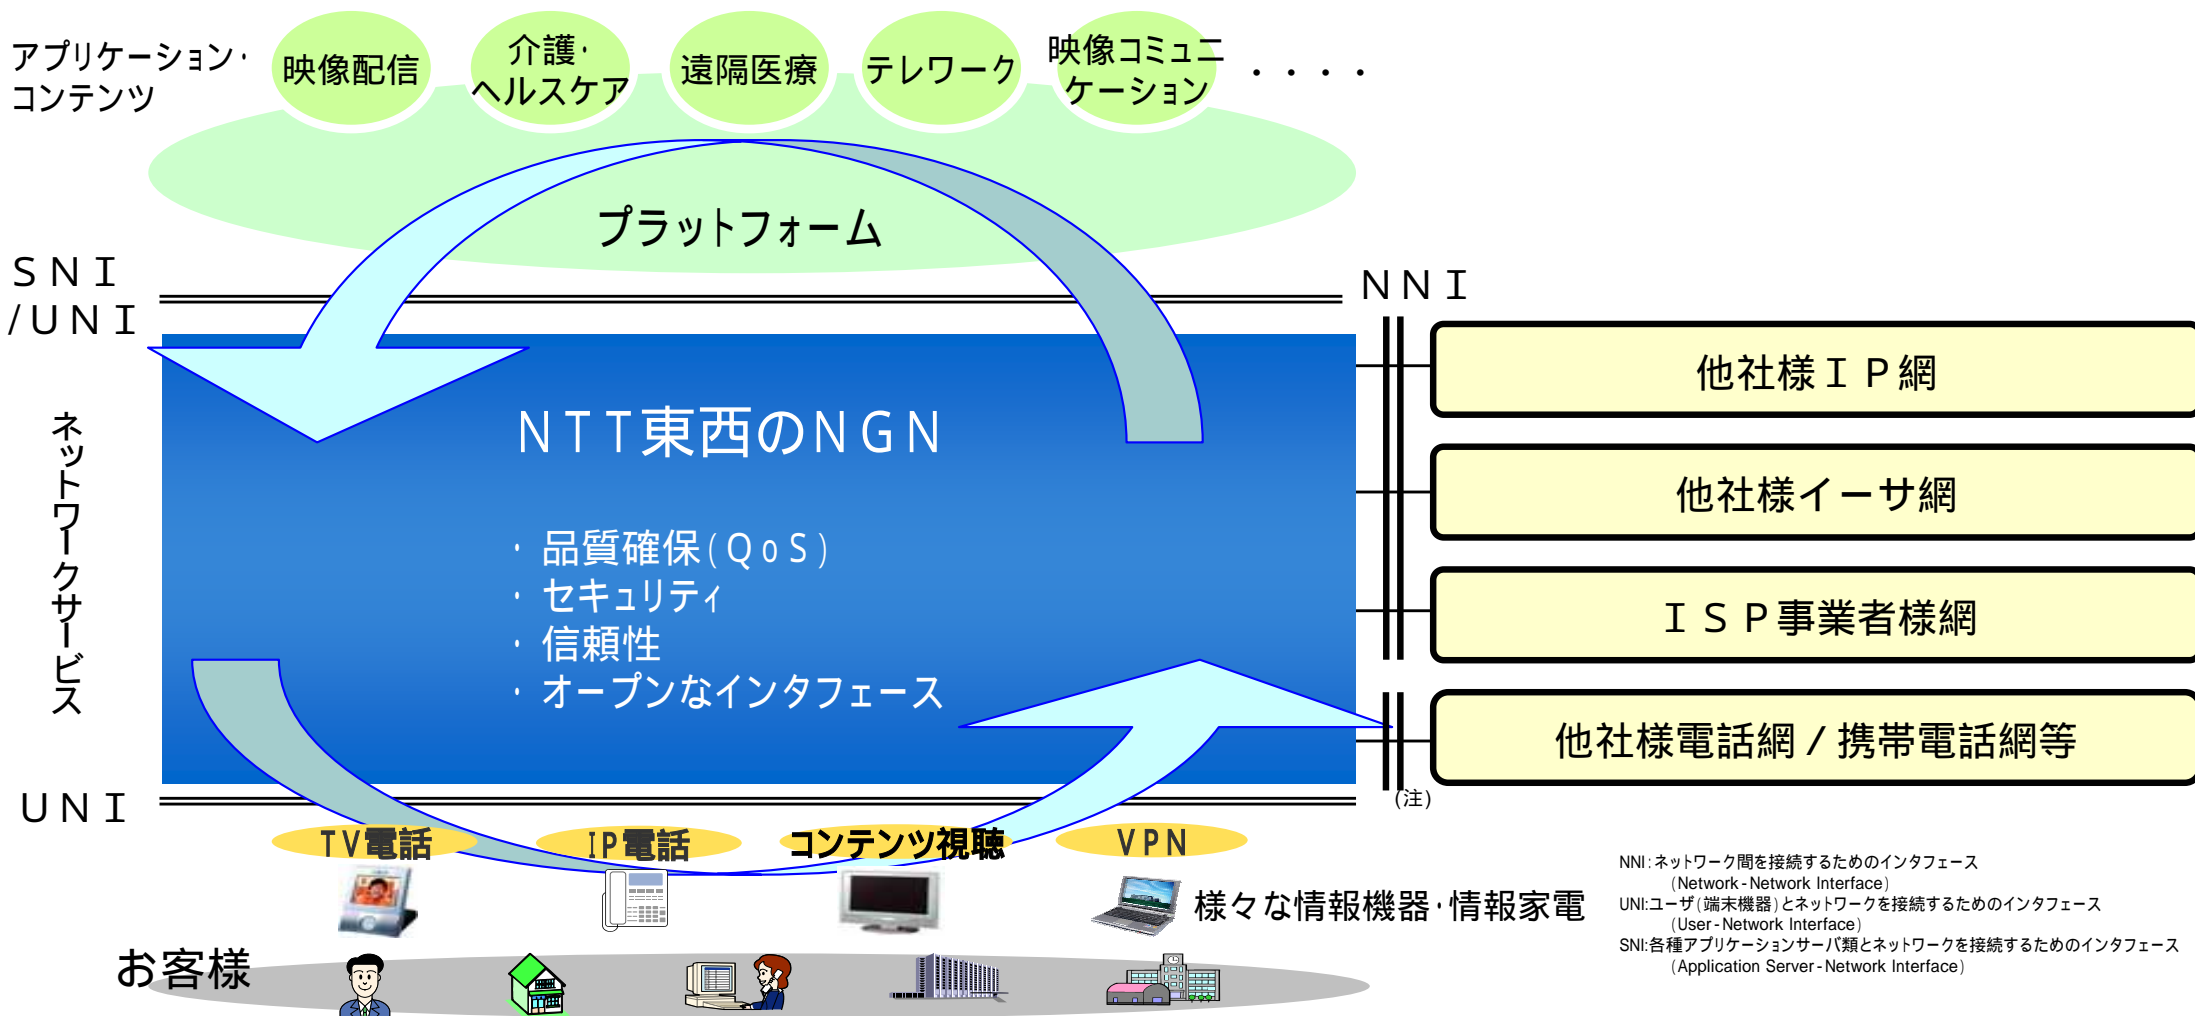 アプリケーション・
コンテンツ
映像配信
介護・
ヘルスケア
遠隔医療
テレワーク
映像コミュニ
ケーション
・・・・
プラットフォーム
ＳＮＩ
/ＵＮＩ
ＮＮＩ
ネットワークサービス
ＮＴＴ東西のＮＧＮ
・品質確保(ＱｏＳ)
・セキュリティ
・信頼性
・オープンなインタフェース
他社様ＩＰ網
他社様イーサ網
ＩＳＰ事業者様網
他社様電話網／携帯電話網等
(注)
ＵＮＩ
TV電話
IP電話
コンテンツ視聴
VPN
様々な情報機器・情報家電
お客様
NNI：ネットワーク間を接続するためのインタフェース
(Network-Network Interface)
UNI:ユーザ(端末機器)とネットワークを接続するためのインタフェース
(User-Network Interface)
SNI:各種アプリケーションサーバ類とネットワークを接続するためのインタフェース
(Application Server-Network Interface)